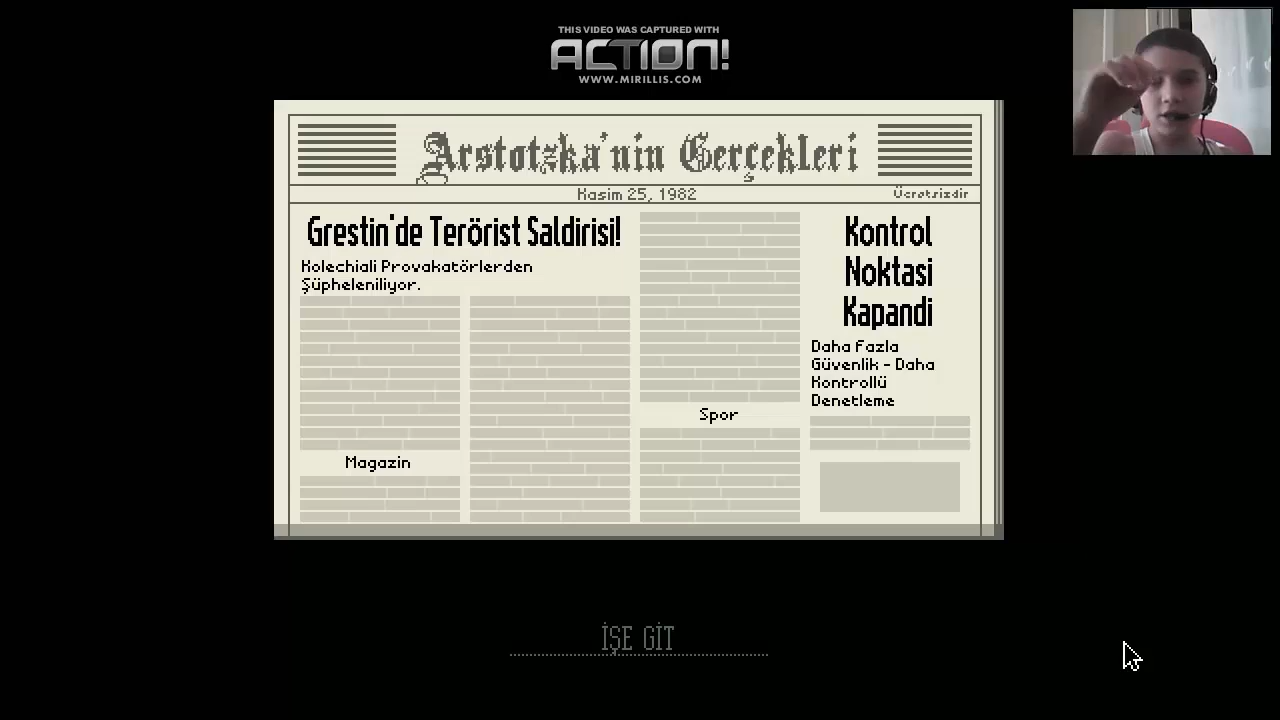 THIS VIDEO WAS CAPTURED WITH
ACTION!
WWW.MIRILLIS.COM
Arstotzka'nin Gerçekleri
Kasim 25, 1982
Ücretsizdir
Grestin'de Terörist Saldirisi!
Kolechiali Provakatörlerden
Şüpheleniliyor.
Magazin
Spor
Kontrol
Noktasi
Kapandi
Daha Fazla
Güvenlik - Daha
Kontrollü
Denetleme
İŞE GİT